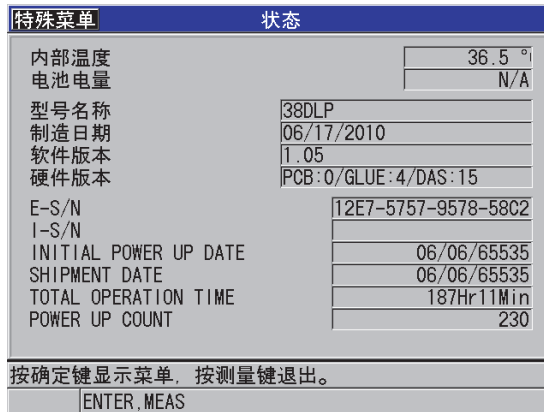 特殊菜单 状态
内部温度 36.5 °
电池电量 N/A
型号名称 38DLP
制造日期 06/17/2010
软件版本 1.05
硬件版本 PCB:0/GLUE:4/DAS:15
E-S/N 12E7-5757-9578-58C2
I-S/N
INITIAL POWER UP DATE 06/06/65535
SHIPMENT DATE 06/06/65535
TOTAL OPERATION TIME 187Hr11Min
POWER UP COUNT 230
按确定键显示菜单, 按测量键退出。
ENTER,MEAS